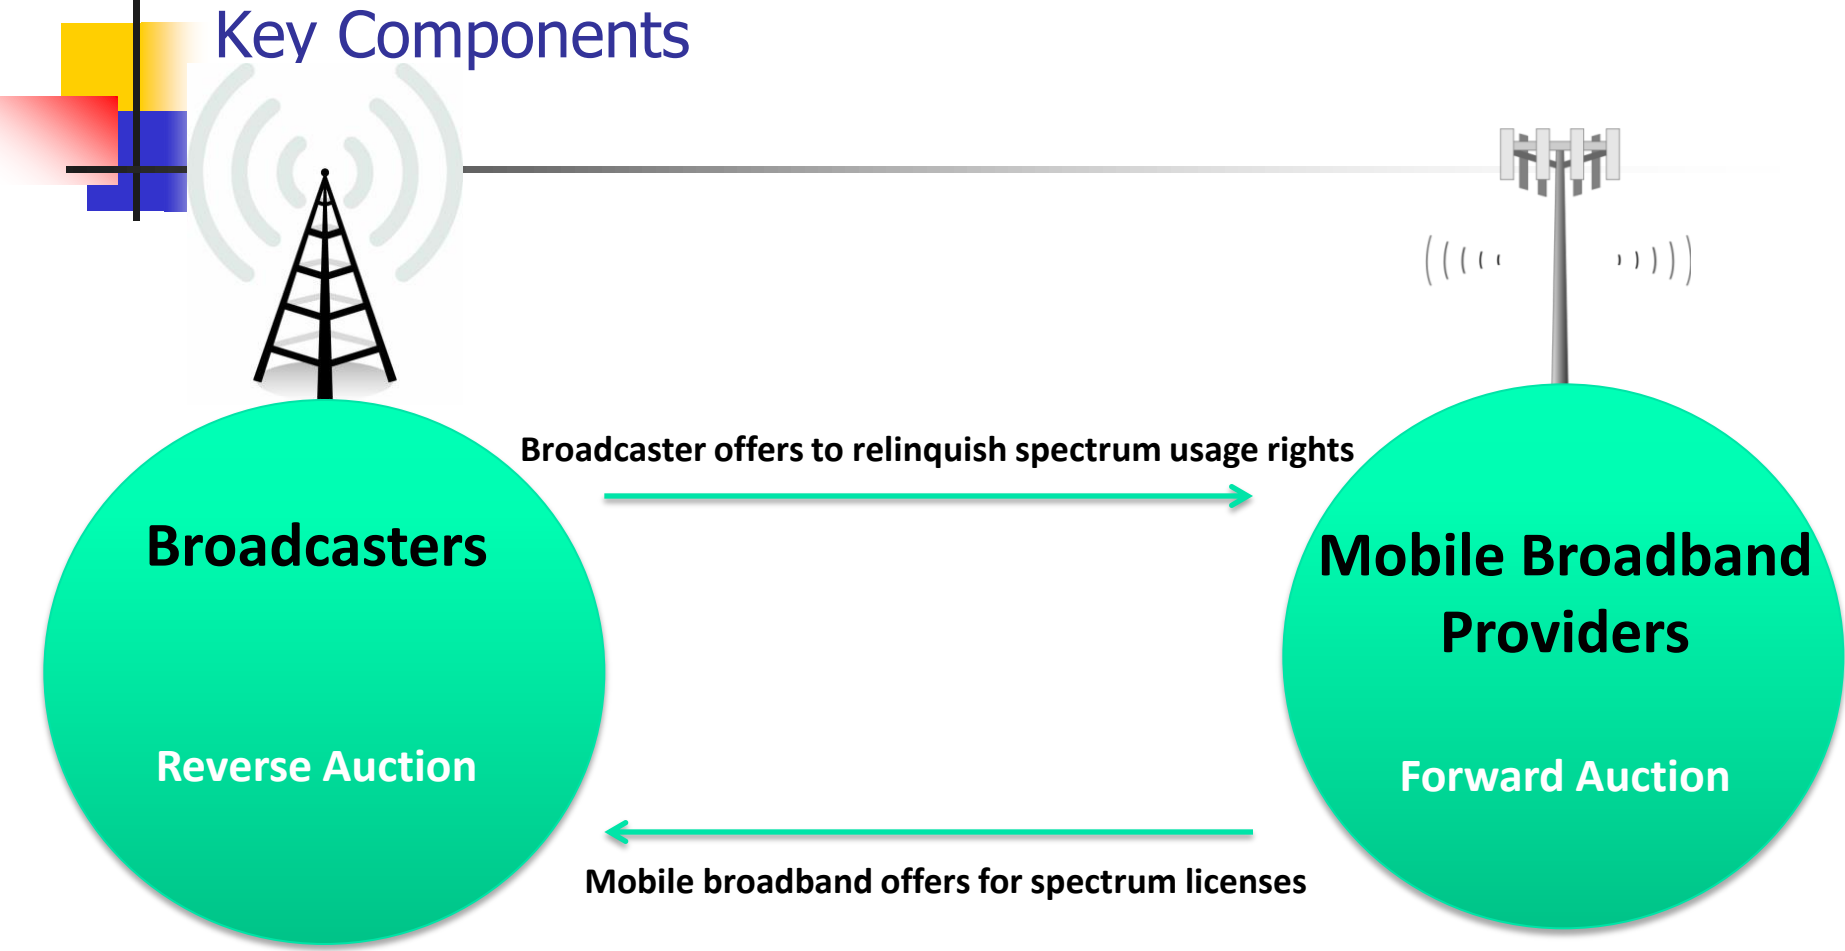 Key Components
Broadcaster offers to relinquish spectrum usage rights
Broadcasters
Mobile Broadband
Providers
Reverse Auction
Forward Auction
Mobile broadband offers for spectrum licenses